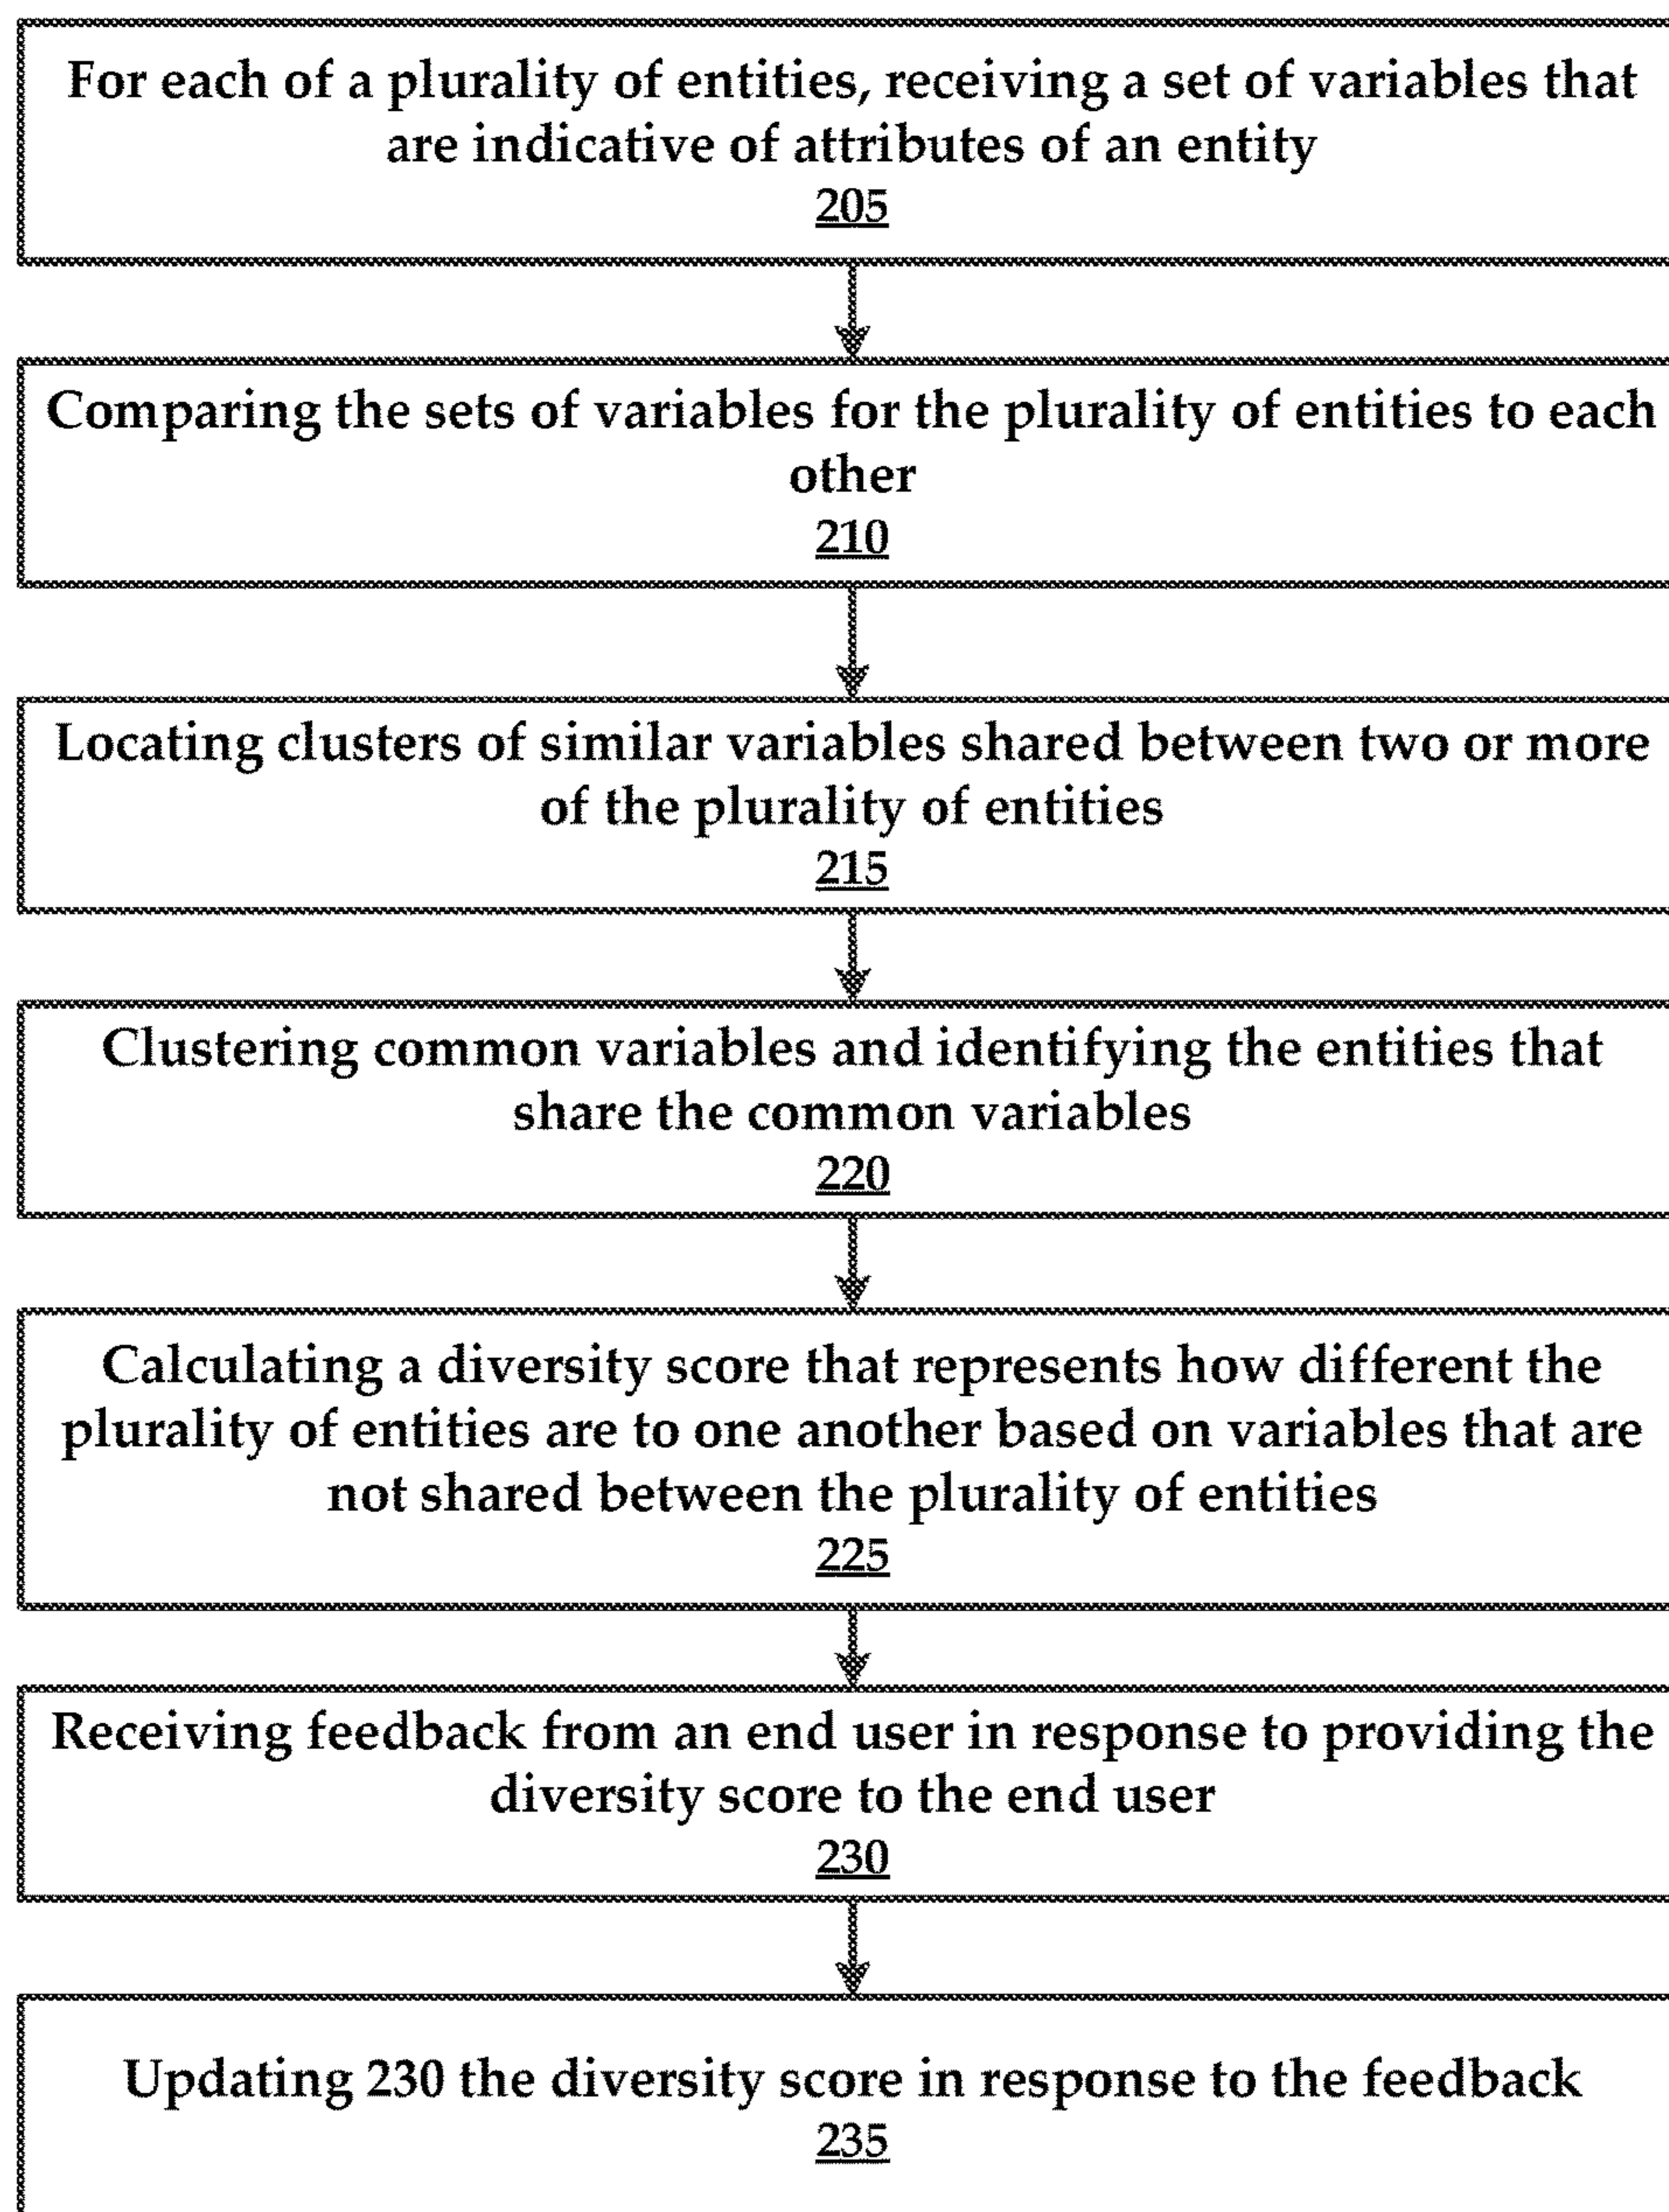 For each of a plurality of entities, receiving a set of variables that
are indicative of attributes of an entity
205
Comparing the sets of variables for the plurality of entities to each
other
210
Locating clusters of similar variables shared between two or more
of the plurality of entities
215
Clustering common variables and identifying the entities that
share the common variables
220
Calculating a diversity score that represents how different the
plurality of entities are to one another based on variables that are
not shared between the plurality of entities
225
Receiving feedback from an end user in response to providing the
diversity score to the end user
230
Updating 230 the diversity score in response to the feedback
235